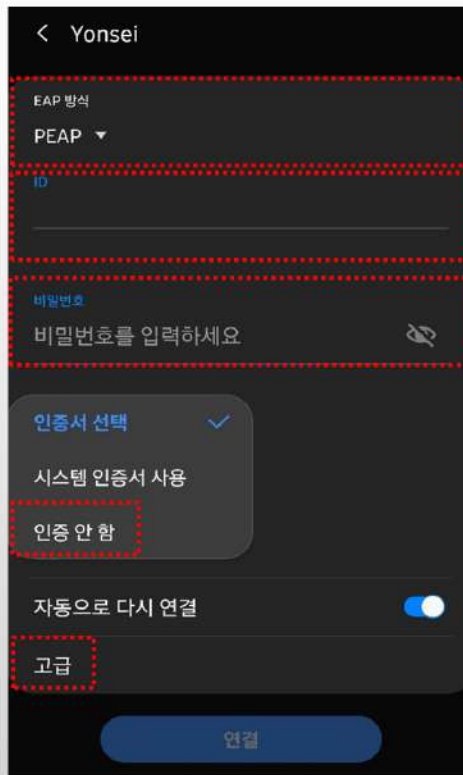 Yonsei
EAP 방식
PEAP
ID
비밀번호
비밀번호를 입력하세요
인증서 선택
시스템 인증서 사용
인증 안 함
자동으로 다시 연결
고급
연결